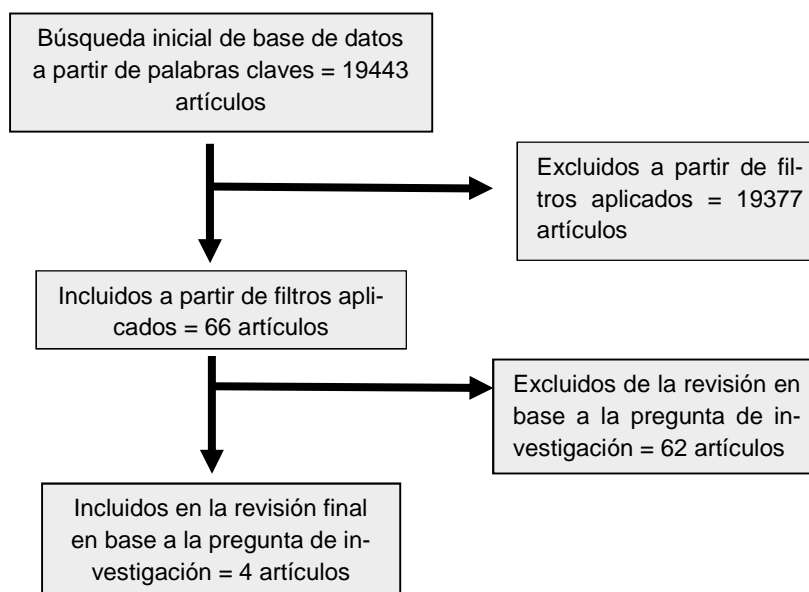 Búsqueda inicial de base de datos
a partir de palabras claves = 19443
artículos
Excluidos a partir de fil-
tros aplicados = 19377
artículos
Incluidos a partir de filtros apli-
cados = 66 artículos
Excluidos de la revisión en
base a la pregunta de in-
vestigación = 62 artículos
Incluidos en la revisión final
en base a la pregunta de in-
vestigación = 4 artículos